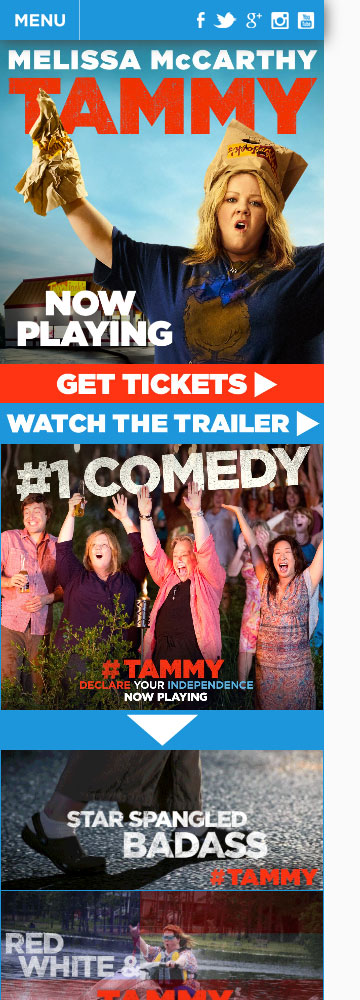 MENU
MELISSA McCARTHY
TAMMY
NOW
PLAYING
GET TICKETS
WATCH THE TRAILER
#1 COMEDY
#TAMMY
DECLARE YOUR INDEPENDENCE
NOW PLAYING
STAR SPANGLED
BADASS
#TAMMY
RED
WHITE &
TAMMY